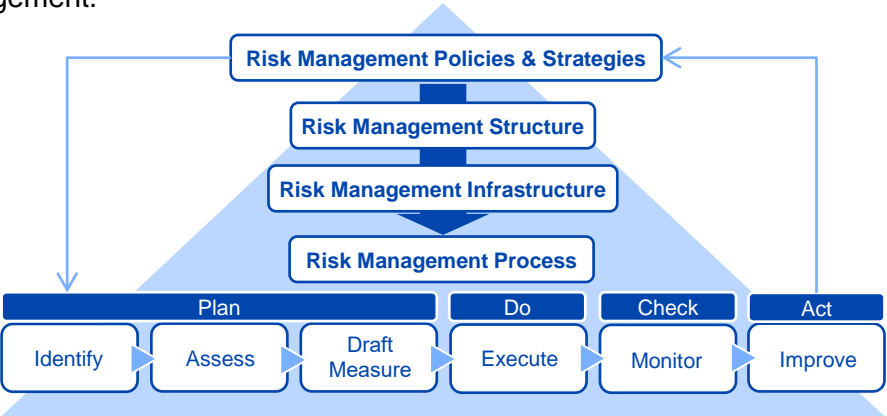 Risk Management Policies & Strategies
Risk Management Structure
Risk Management Infrastructure
Risk Management Process
Plan
Do
Check
Act
Identify
Assess
Draft
Measure
Execute
Monitor
Improve